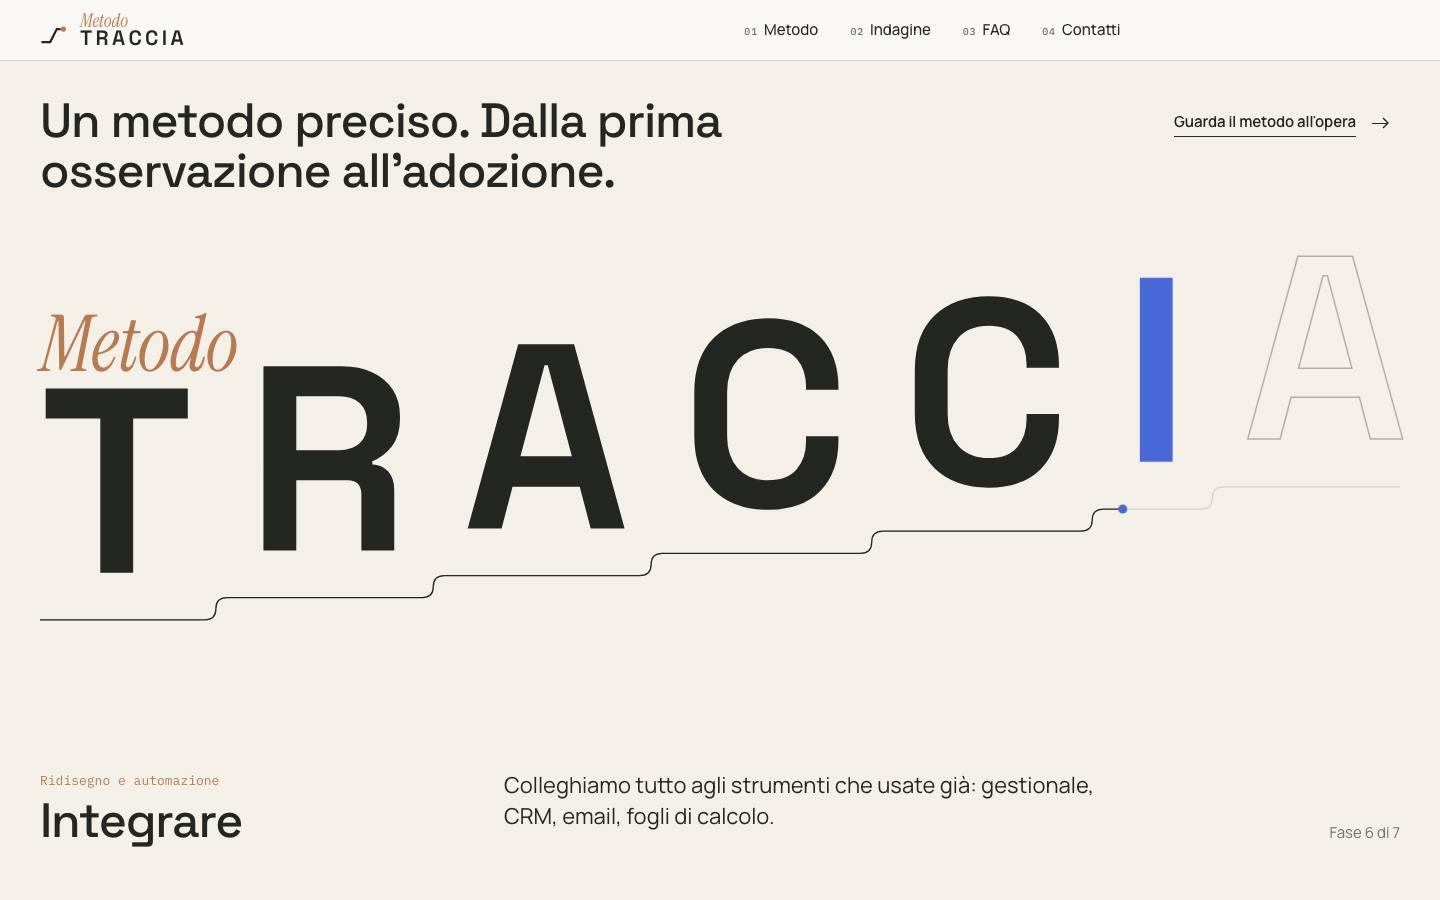 Metodo
TRACCIA
01 Metodo
02 Indagine
03 FAQ
04 Contatti
Un metodo preciso. Dalla prima
osservazione all’adozione.
Guarda il metodo all'opera →
Metodo
TRACCIA
Ridisegno e automazione
Integrare
Colleghiamo tutto agli strumenti che usate già: gestionale,
CRM, email, fogli di calcolo.
Fase 6 di 7